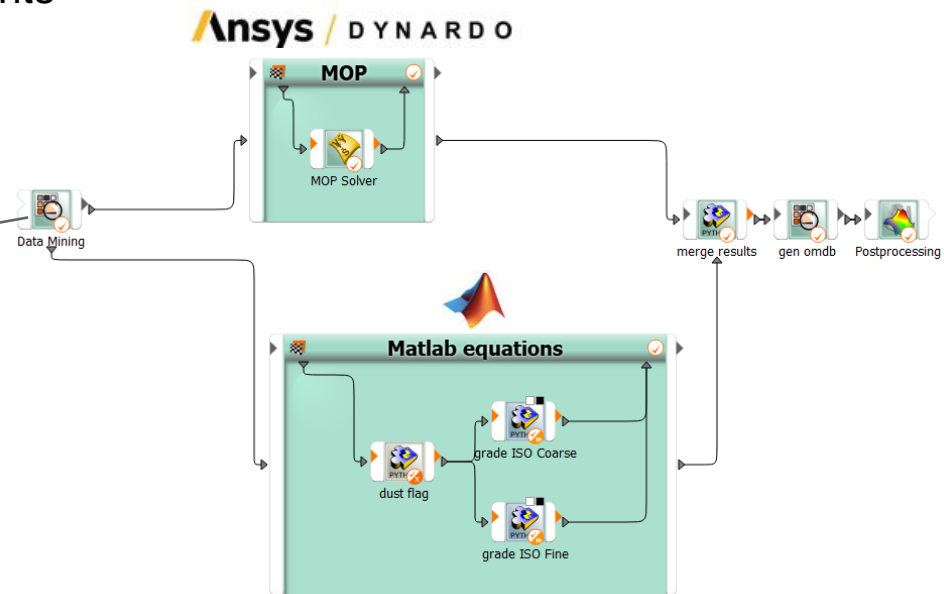 Ansys / DYNARDO
MOP
MOP Solver
Data Mining
merge results
gen omdb
Postprocessing
Matlab equations
PYTH
grade ISO Coarse
dust flag
grade ISO Fine